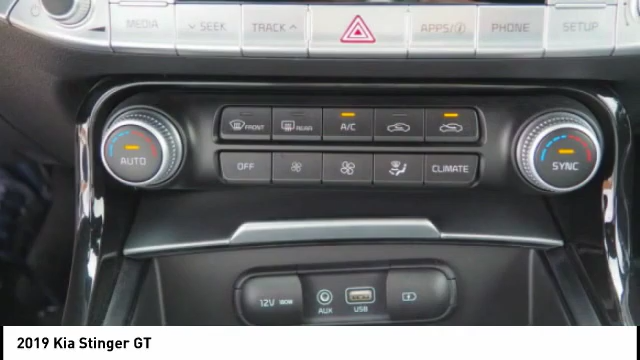 MEDIA SEEK TRACK APPS/i PHONE SETUP
FRONT REAR A/C
AUTO SYNC
OFF CLIMATE
12V 180W AUX USB
2019 Kia Stinger GT